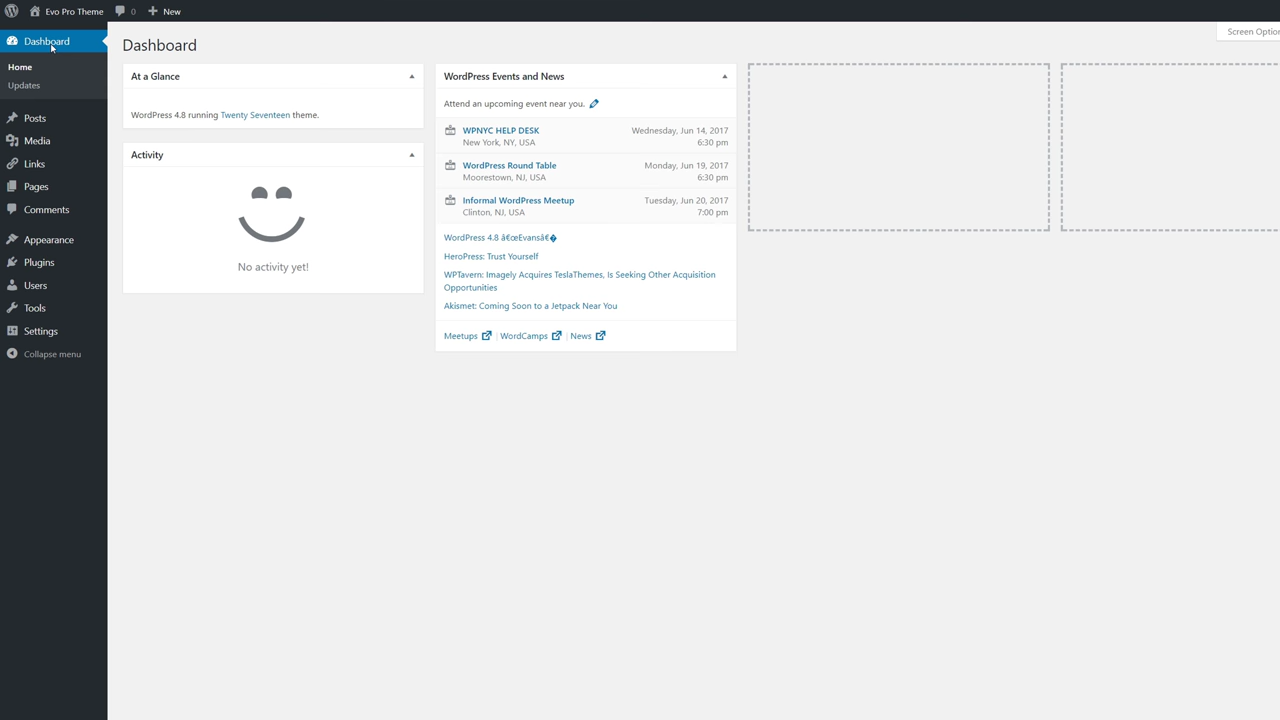 Evo Pro Theme 0 New
Screen Option
Dashboard
Home
Updates
Posts
Media
Links
Pages
Comments
Appearance
Plugins
Users
Tools
Settings
Collapse menu
Dashboard
At a Glance
WordPress 4.8 running Twenty Seventeen theme.
Activity
No activity yet!
WordPress Events and News
Attend an upcoming event near you.
WPNYC HELP DESK Wednesday, Jun 14, 2017
New York, NY, USA 6:30 pm
WordPress Round Table Monday, Jun 19, 2017
Moorestown, NJ, USA 6:30 pm
Informal WordPress Meetup Tuesday, Jun 20, 2017
Clinton, NJ, USA 7:00 pm
WordPress 4.8 â€œEvansâ€�
HeroPress: Trust Yourself
WPTavern: Imagely Acquires TeslaThemes, Is Seeking Other Acquisition
Opportunities
Akismet: Coming Soon to a Jetpack Near You
Meetups | WordCamps | News